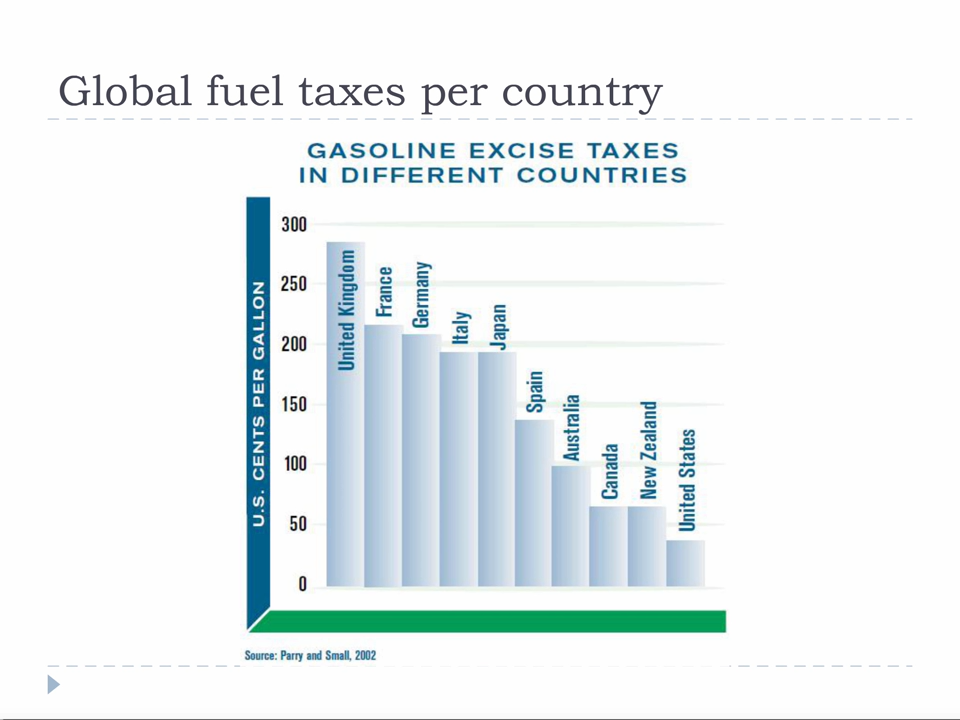 Global fuel taxes per country
GASOLINE EXCISE TAXES
IN DIFFERENT COUNTRIES
U.S. CENTS PER GALLON
300
250
200
150
100
50
0
United Kingdom
France
Germany
Italy
Japan
Spain
Australia
Canada
New Zealand
United States
Source: Parry and Small, 2002